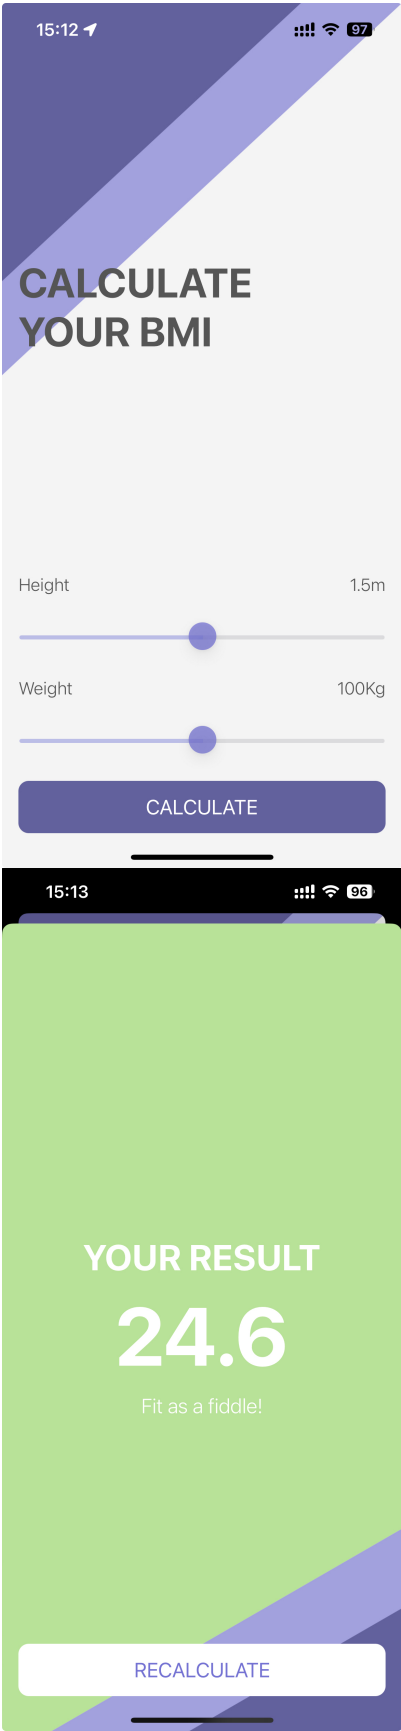 15:12
97
CALCULATE
YOUR BMI
Height 1.5m
Weight 100Kg
CALCULATE
15:13
96
YOUR RESULT
24.6
Fit as a fiddle!
RECALCULATE